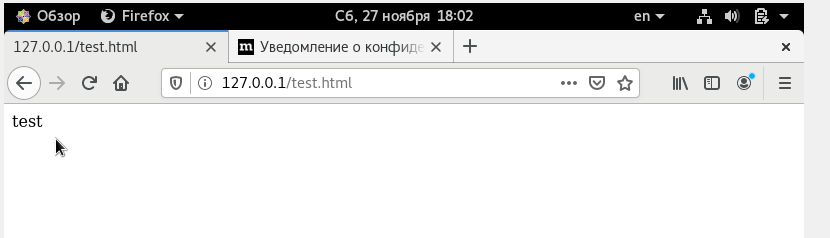 Обзор Firefox Сб, 27 ноября 18:02 en
127.0.0.1/test.html Уведомление о конфиде
127.0.0.1/test.html
test